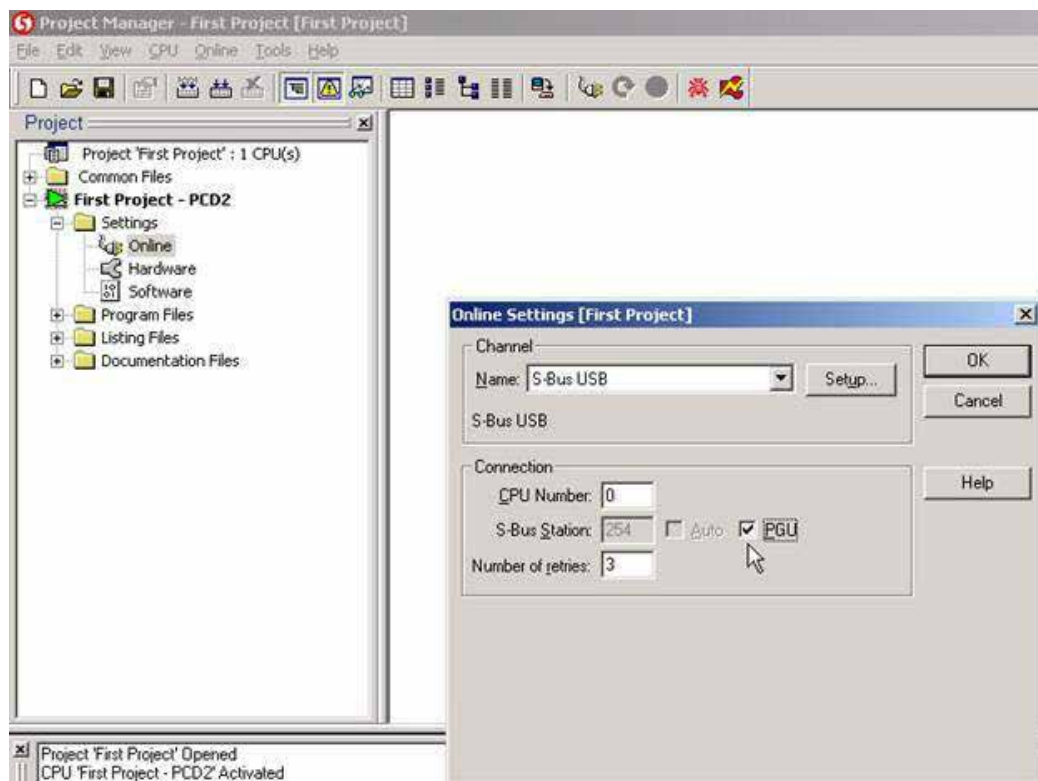 Project Manager - First Project [First Project]
File Edit View CPU Online Tools Help
Project
Project 'First Project' : 1 CPU(s)
Common Files
First Project - PCD2
Settings
Online
Hardware
Software
Program Files
Listing Files
Documentation Files
Online Settings [First Project]
Channel
Name: S-Bus USB
Setup...
S-Bus USB
OK
Cancel
Connection
CPU Number: 0
S-Bus Station: 254 Auto PGU
Number of retries: 3
Help
Project 'First Project' Opened
CPU 'First Project - PCD2' Activated